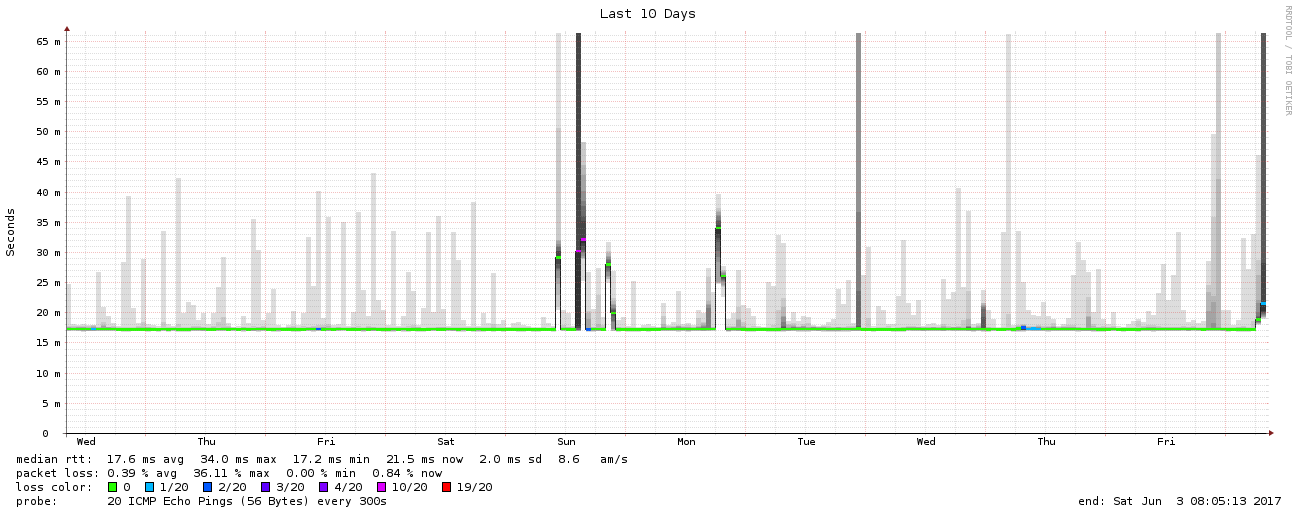 Last 10 Days
RRDTOOL / TOBI OETIKER
Seconds
65 m
60 m
55 m
50 m
45 m
40 m
35 m
30 m
25 m
20 m
15 m
10 m
5 m
0
Wed Thu Fri Sat Sun Mon Tue Wed Thu Fri
median rtt: 17.6 ms avg 34.0 ms max 17.2 ms min 21.5 ms now 2.0 ms sd 8.6 am/s
packet loss: 0.39 % avg 36.11 % max 0.00 % min 0.84 % now
loss color: 0 1/20 2/20 3/20 4/20 10/20 19/20
probe: 20 ICMP Echo Pings (56 Bytes) every 300s end: Sat Jun 3 08:05:13 2017